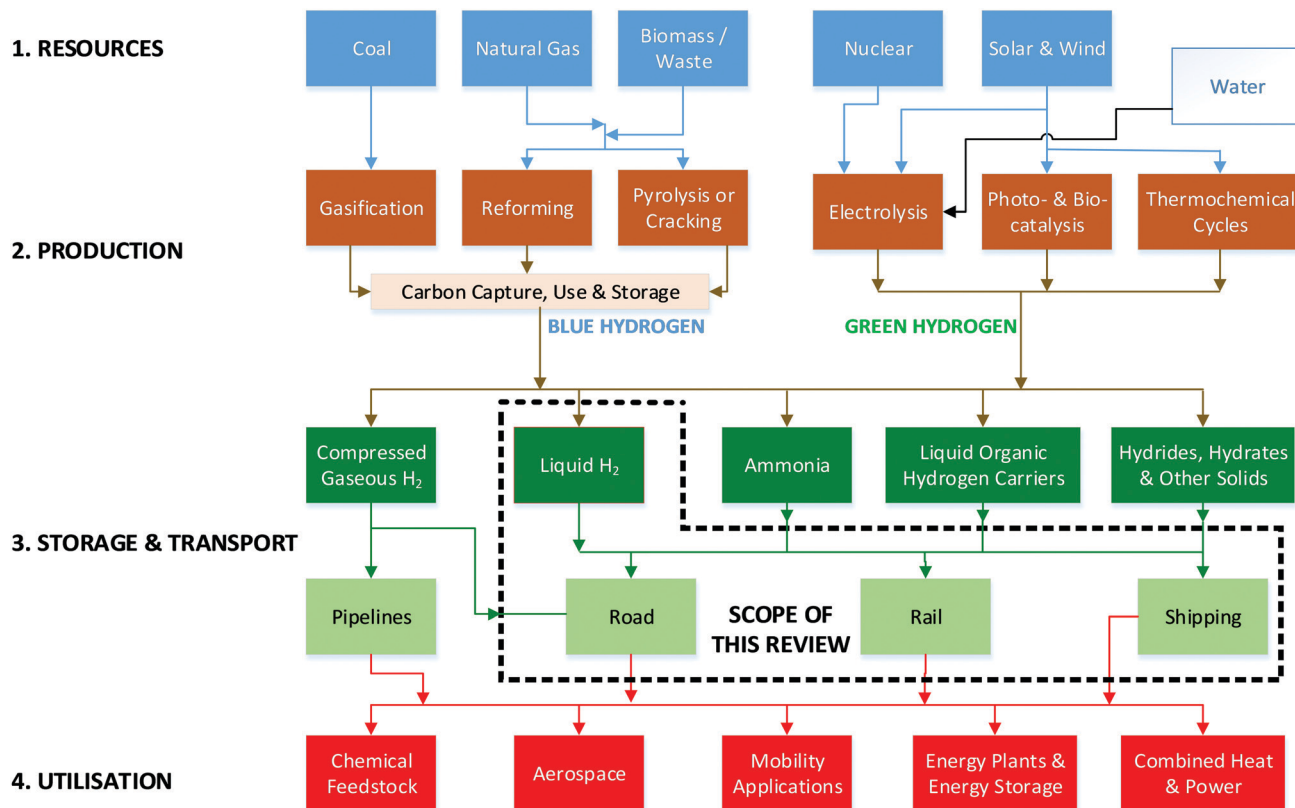 1. RESOURCES
Coal
Natural Gas
Biomass /
Waste
Nuclear
Solar & Wind
Water
2. PRODUCTION
Gasification
Reforming
Pyrolysis or
Cracking
Electrolysis
Photo- & Bio-
catalysis
Thermochemical
Cycles
Carbon Capture, Use & Storage
BLUE HYDROGEN
GREEN HYDROGEN
3. STORAGE & TRANSPORT
Compressed
Gaseous H₂
Liquid H₂
Ammonia
Liquid Organic
Hydrogen Carriers
Hydrides, Hydrates
& Other Solids
Pipelines
Road
SCOPE OF
THIS REVIEW
Rail
Shipping
4. UTILISATION
Chemical
Feedstock
Aerospace
Mobility
Applications
Energy Plants &
Energy Storage
Combined Heat
& Power